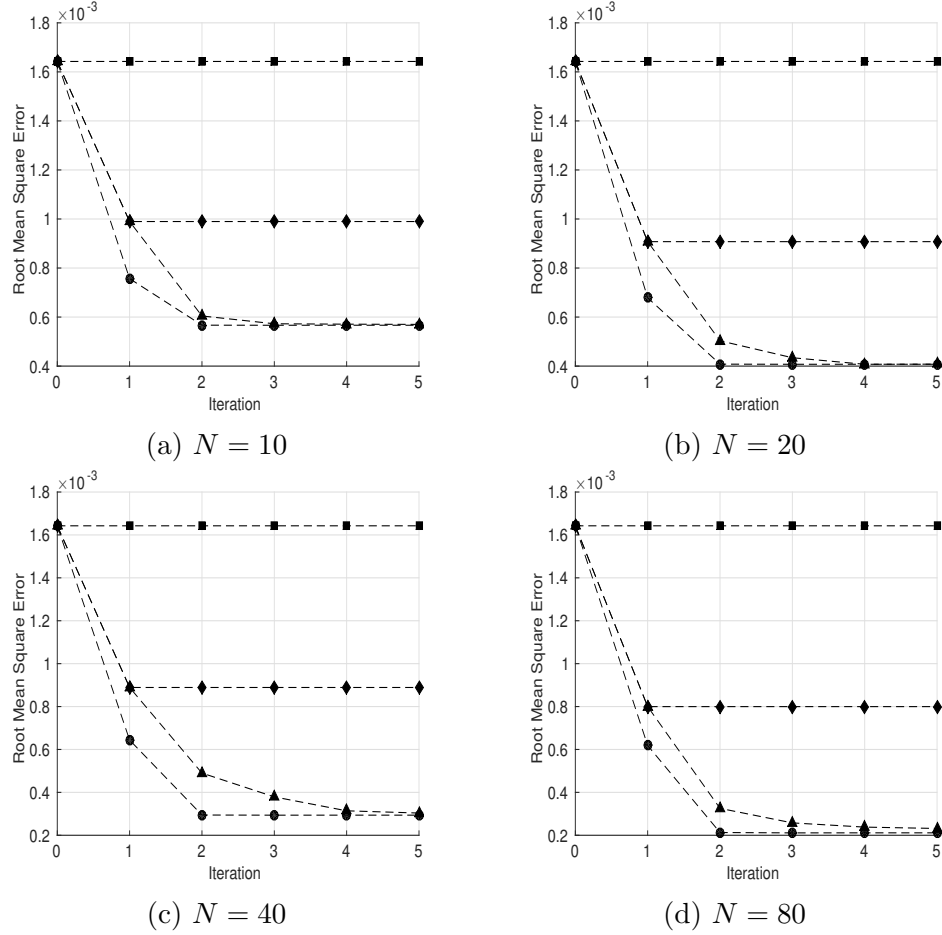 ×10⁻³
1.8
1.6
1.4
1.2
1
0.8
0.6
0.4
Root Mean Square Error
0 1 2 3 4 5
Iteration
(a) N = 10
×10⁻³
1.8
1.6
1.4
1.2
1
0.8
0.6
0.4
Root Mean Square Error
0 1 2 3 4 5
Iteration
(b) N = 20
×10⁻³
1.8
1.6
1.4
1.2
1
0.8
0.6
0.4
0.2
Root Mean Square Error
0 1 2 3 4 5
Iteration
(c) N = 40
×10⁻³
1.8
1.6
1.4
1.2
1
0.8
0.6
0.4
0.2
Root Mean Square Error
0 1 2 3 4 5
Iteration
(d) N = 80